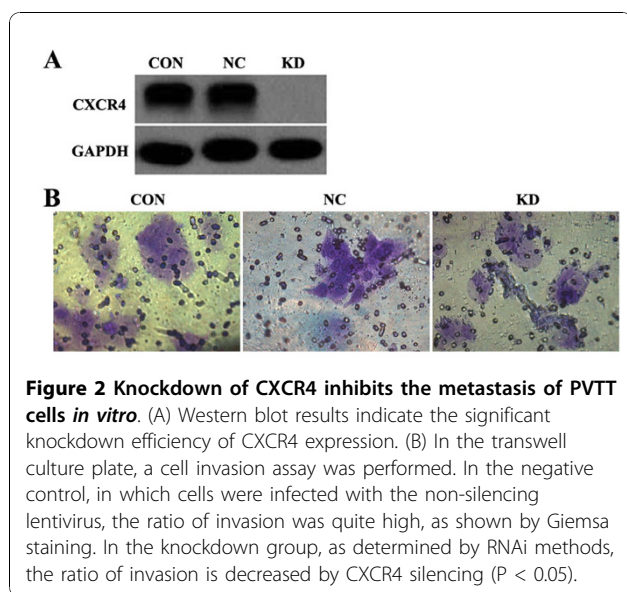 A
CON NC KD
CXCR4
GAPDH
B
CON NC KD
Figure 2 Knockdown of CXCR4 inhibits the metastasis of PVTT
cells in vitro. (A) Western blot results indicate the significant
knockdown efficiency of CXCR4 expression. (B) In the transwell
culture plate, a cell invasion assay was performed. In the negative
control, in which cells were infected with the non-silencing
lentivirus, the ratio of invasion was quite high, as shown by Giemsa
staining. In the knockdown group, as determined by RNAi methods,
the ratio of invasion is decreased by CXCR4 silencing (P < 0.05).